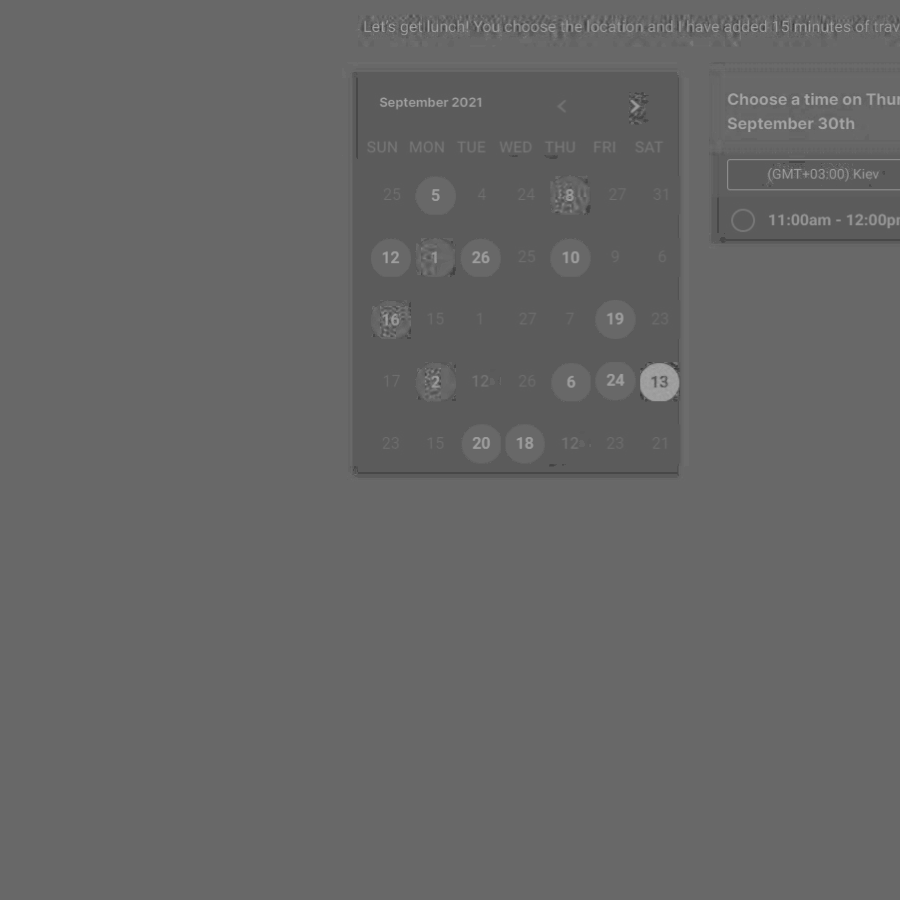 Let's get lunch! You choose the location and I have added 15 minutes of trav
September 2021
SUN MON TUE WED THU FRI SAT
25 5 4 24 8 27 31
12 1 26 25 10 9 6
16 15 1 27 7 19 23
17 2 12 26 6 24 13
23 15 20 18 12 23 21
Choose a time on Thur
September 30th
(GMT+03:00) Kiev
11:00am - 12:00p